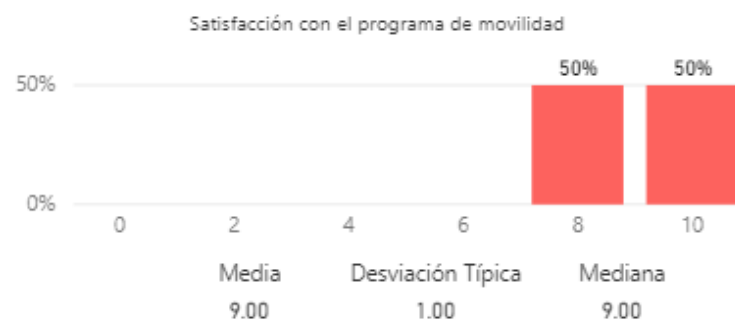 Satisfacción con el programa de movilidad
50% 50%
50%
0%
0 2 4 6 8 10
Media Desviación Típica Mediana
9.00 1.00 9.00